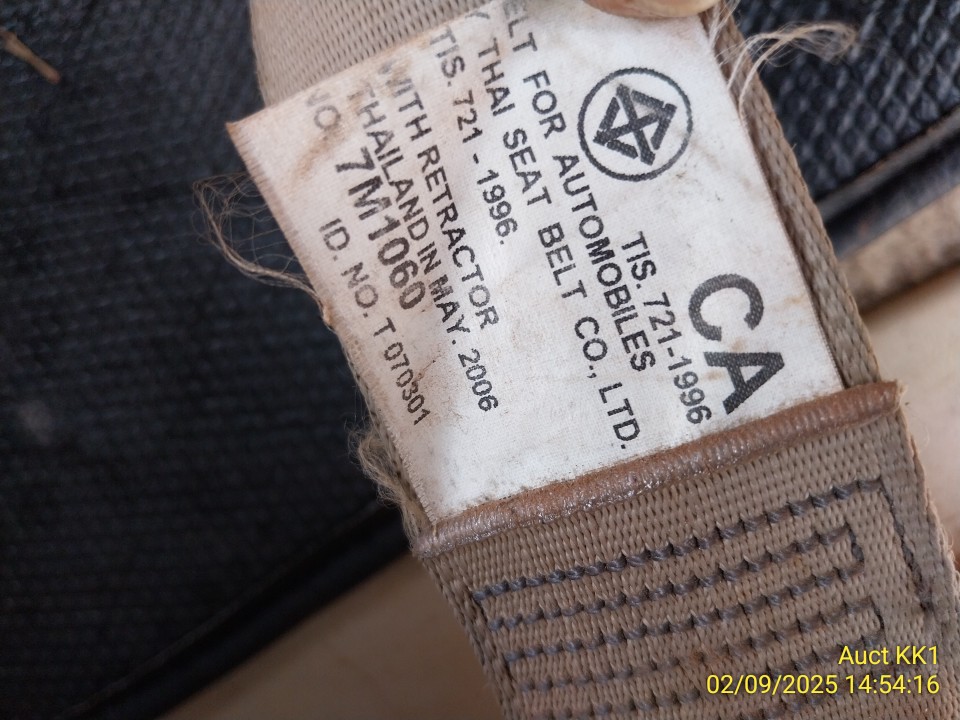 CA
TIS. 721-1996
ELT FOR AUTOMOBILES
Y THAI SEAT BELT CO., LTD.
TIS. 721 - 1996.
WITH RETRACTOR
THAILAND IN MAY. 2006
NO. 7M1060
ID. NO. T 070301
Auct KK1
02/09/2025 14:54:16